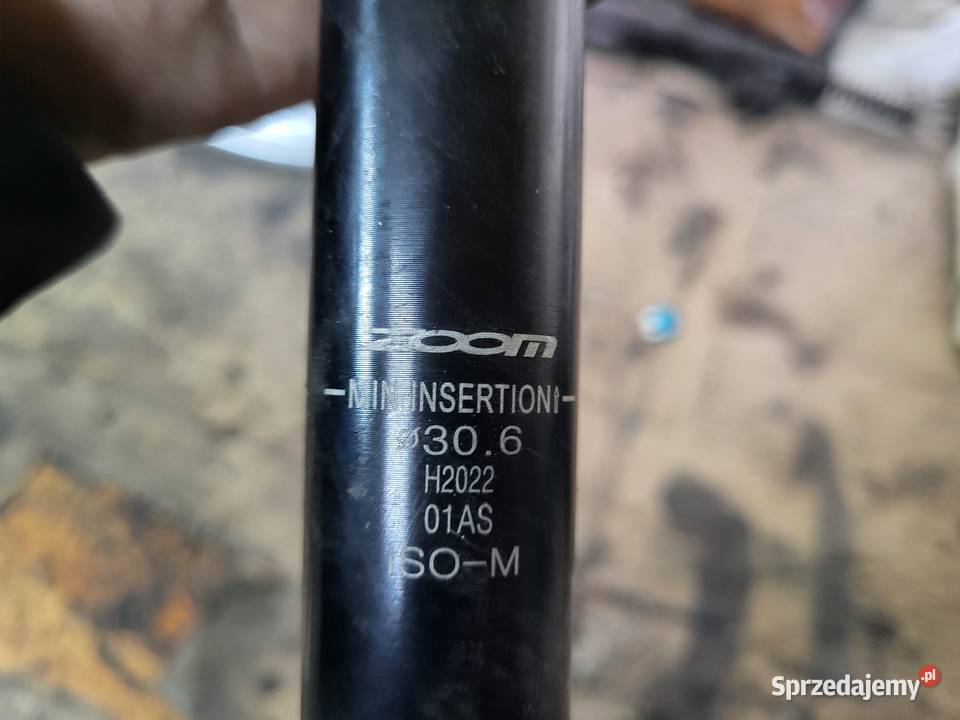 ZOOM
-MIN.INSERTION↑-
ø30.6
H2022
01AS
ISO-M
Sprzedajemy.pl